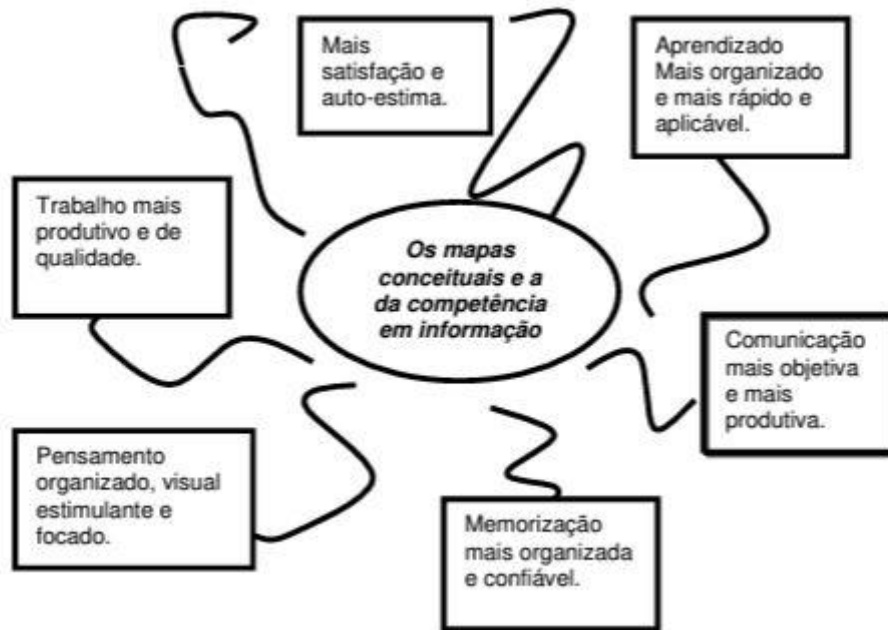 Mais
satisfação e
auto-estima.
Aprendizado
Mais organizado
e mais rápido e
aplicável.
Trabalho mais
produtivo e de
qualidade.
Os mapas
conceituais e a
da competência
em informação
Comunicação
mais objetiva
e mais
produtiva.
Pensamento
organizado, visual
estimulante e
focado.
Memorização
mais organizada
e confiável.